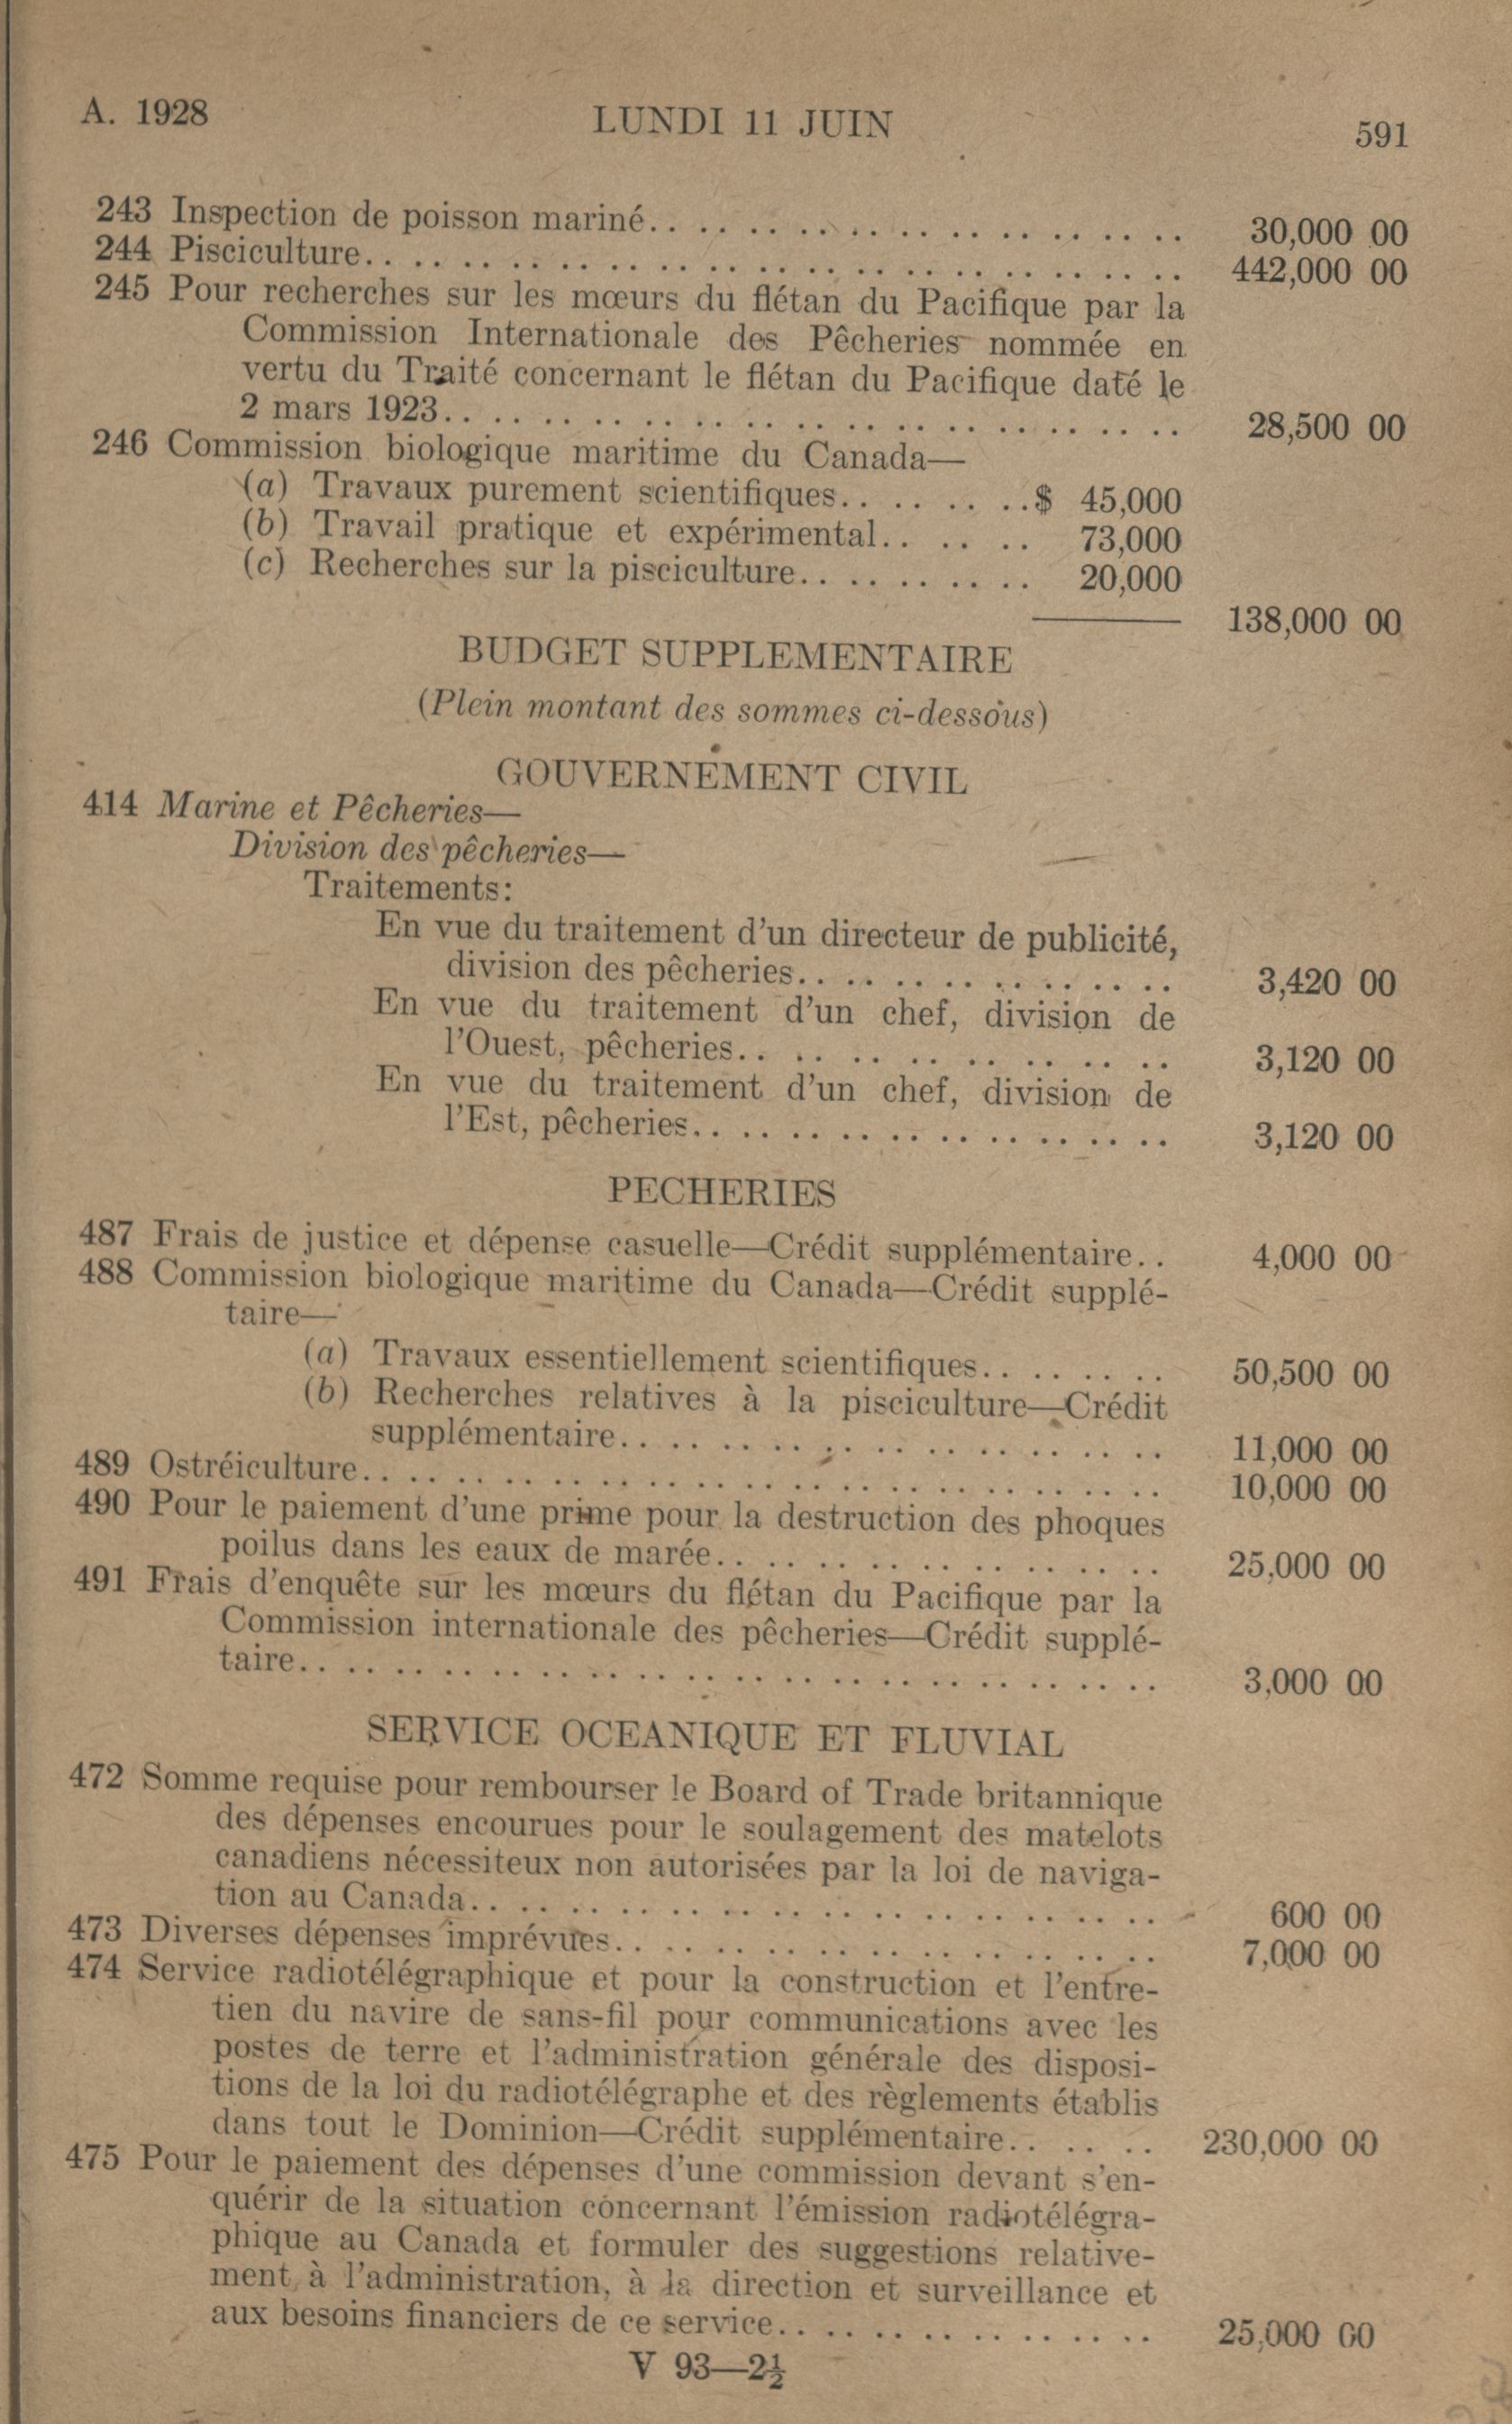 A. 1928 LUNDI 11 JUIN 591
243 Inspection de poisson mariné.. .. .. .. .. .. .. .. .. .. .. 30,000 00
244 Pisciculture.. .. .. .. .. .. .. .. .. .. .. .. .. .. .. .. .. 442,000 00
245 Pour recherches sur les mœurs du flétan du Pacifique par la
Commission Internationale des Pêcheries nommée en
vertu du Traité concernant le flétan du Pacifique daté le
2 mars 1923.. .. .. .. .. .. .. .. .. .. .. .. .. .. .. 28,500 00
246 Commission biologique maritime du Canada—
(a) Travaux purement scientifiques.. .. .. .. ..$ 45,000
(b) Travail pratique et expérimental.. .. .. .. 73,000
(c) Recherches sur la pisciculture.. .. .. .. .. 20,000
138,000 00
BUDGET SUPPLEMENTAIRE
(Plein montant des sommes ci-dessous)
GOUVERNEMENT CIVIL
414 Marine et Pêcheries—
Division des pêcheries—
Traitements:
En vue du traitement d'un directeur de publicité,
division des pêcheries.. .. .. .. .. .. .. .. 3,420 00
En vue du traitement d'un chef, division de
l'Ouest, pêcheries.. .. .. .. .. .. .. .. 3,120 00
En vue du traitement d'un chef, division de
l'Est, pêcheries.. .. .. .. .. .. .. .. .. .. 3,120 00
PECHERIES
487 Frais de justice et dépense casuelle—Crédit supplémentaire.. 4,000 00
488 Commission biologique maritime du Canada—Crédit supplé-
taire—
(a) Travaux essentiellement scientifiques.. .. .. .. 50,500 00
(b) Recherches relatives à la pisciculture—Crédit
supplémentaire.. .. .. .. .. .. .. .. .. .. .. 11,000 00
489 Ostréiculture.. .. .. .. .. .. .. .. .. .. .. .. .. .. .. .. .. 10,000 00
490 Pour le paiement d'une prime pour la destruction des phoques
poilus dans les eaux de marée.. .. .. .. .. .. .. .. .. 25,000 00
491 Frais d'enquête sur les mœurs du flétan du Pacifique par la
Commission internationale des pêcheries—Crédit supplé-
taire.. .. .. .. .. .. .. .. .. .. .. .. .. .. .. .. .. .. 3,000 00
SERVICE OCEANIQUE ET FLUVIAL
472 Somme requise pour rembourser le Board of Trade britannique
des dépenses encourues pour le soulagement des matelots
canadiens nécessiteux non autorisées par la loi de naviga-
tion au Canada.. .. .. .. .. .. .. .. .. .. .. .. .. .. 600 00
473 Diverses dépenses imprévues.. .. .. .. .. .. .. .. .. .. .. 7,000 00
474 Service radiotélégraphique et pour la construction et l'entre-
tien du navire de sans-fil pour communications avec les
postes de terre et l'administration générale des disposi-
tions de la loi du radiotélégraphe et des règlements établis
dans tout le Dominion—Crédit supplémentaire.. .. .. 230,000 00
475 Pour le paiement des dépenses d'une commission devant s'en-
quérir de la situation concernant l'émission radiotélégra-
phique au Canada et formuler des suggestions relative-
ment à l'administration, à la direction et surveillance et
aux besoins financiers de ce service.. .. .. .. .. .. .. .. 25,000 00
V 93—2½